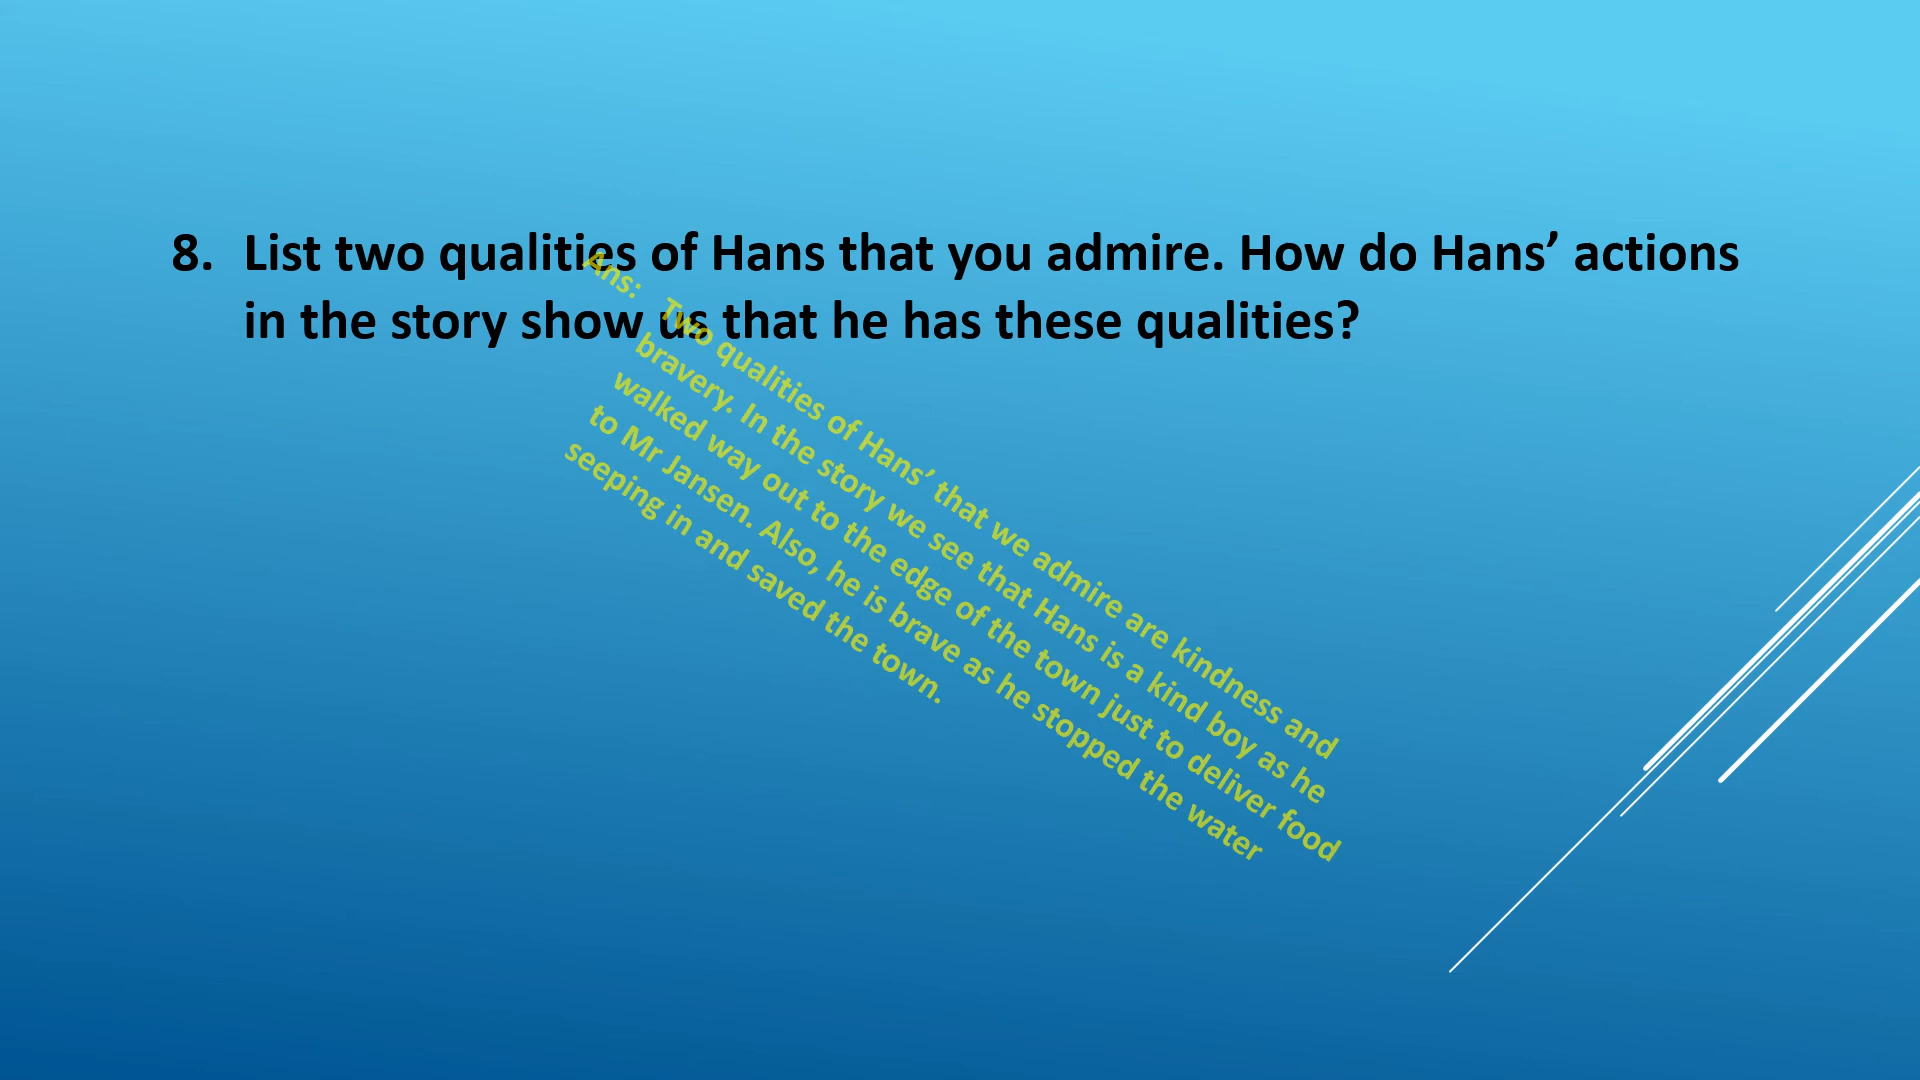 8. List two qualities of Hans that you admire. How do Hans’ actions
in the story show us that he has these qualities?
Ans: Two qualities of Hans’ that we admire are kindness and
bravery. In the story we see that Hans is a kind boy as he
walked way out to the edge of the town just to deliver food
to Mr Jansen. Also, he is brave as he stopped the water
seeping in and saved the town.